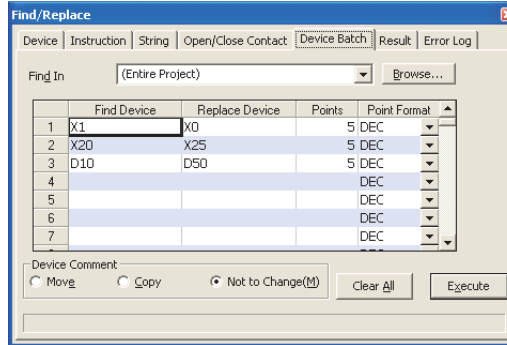 Find/Replace
Device Instruction String Open/Close Contact Device Batch Result Error Log
Find In (Entire Project) Browse...
Find Device Replace Device Points Point Format
1 X1 X0 5 DEC
2 X20 X25 5 DEC
3 D10 D50 5 DEC
4 DEC
5 DEC
6 DEC
7 DEC
Device Comment
Move Copy Not to Change(M) Clear All Execute